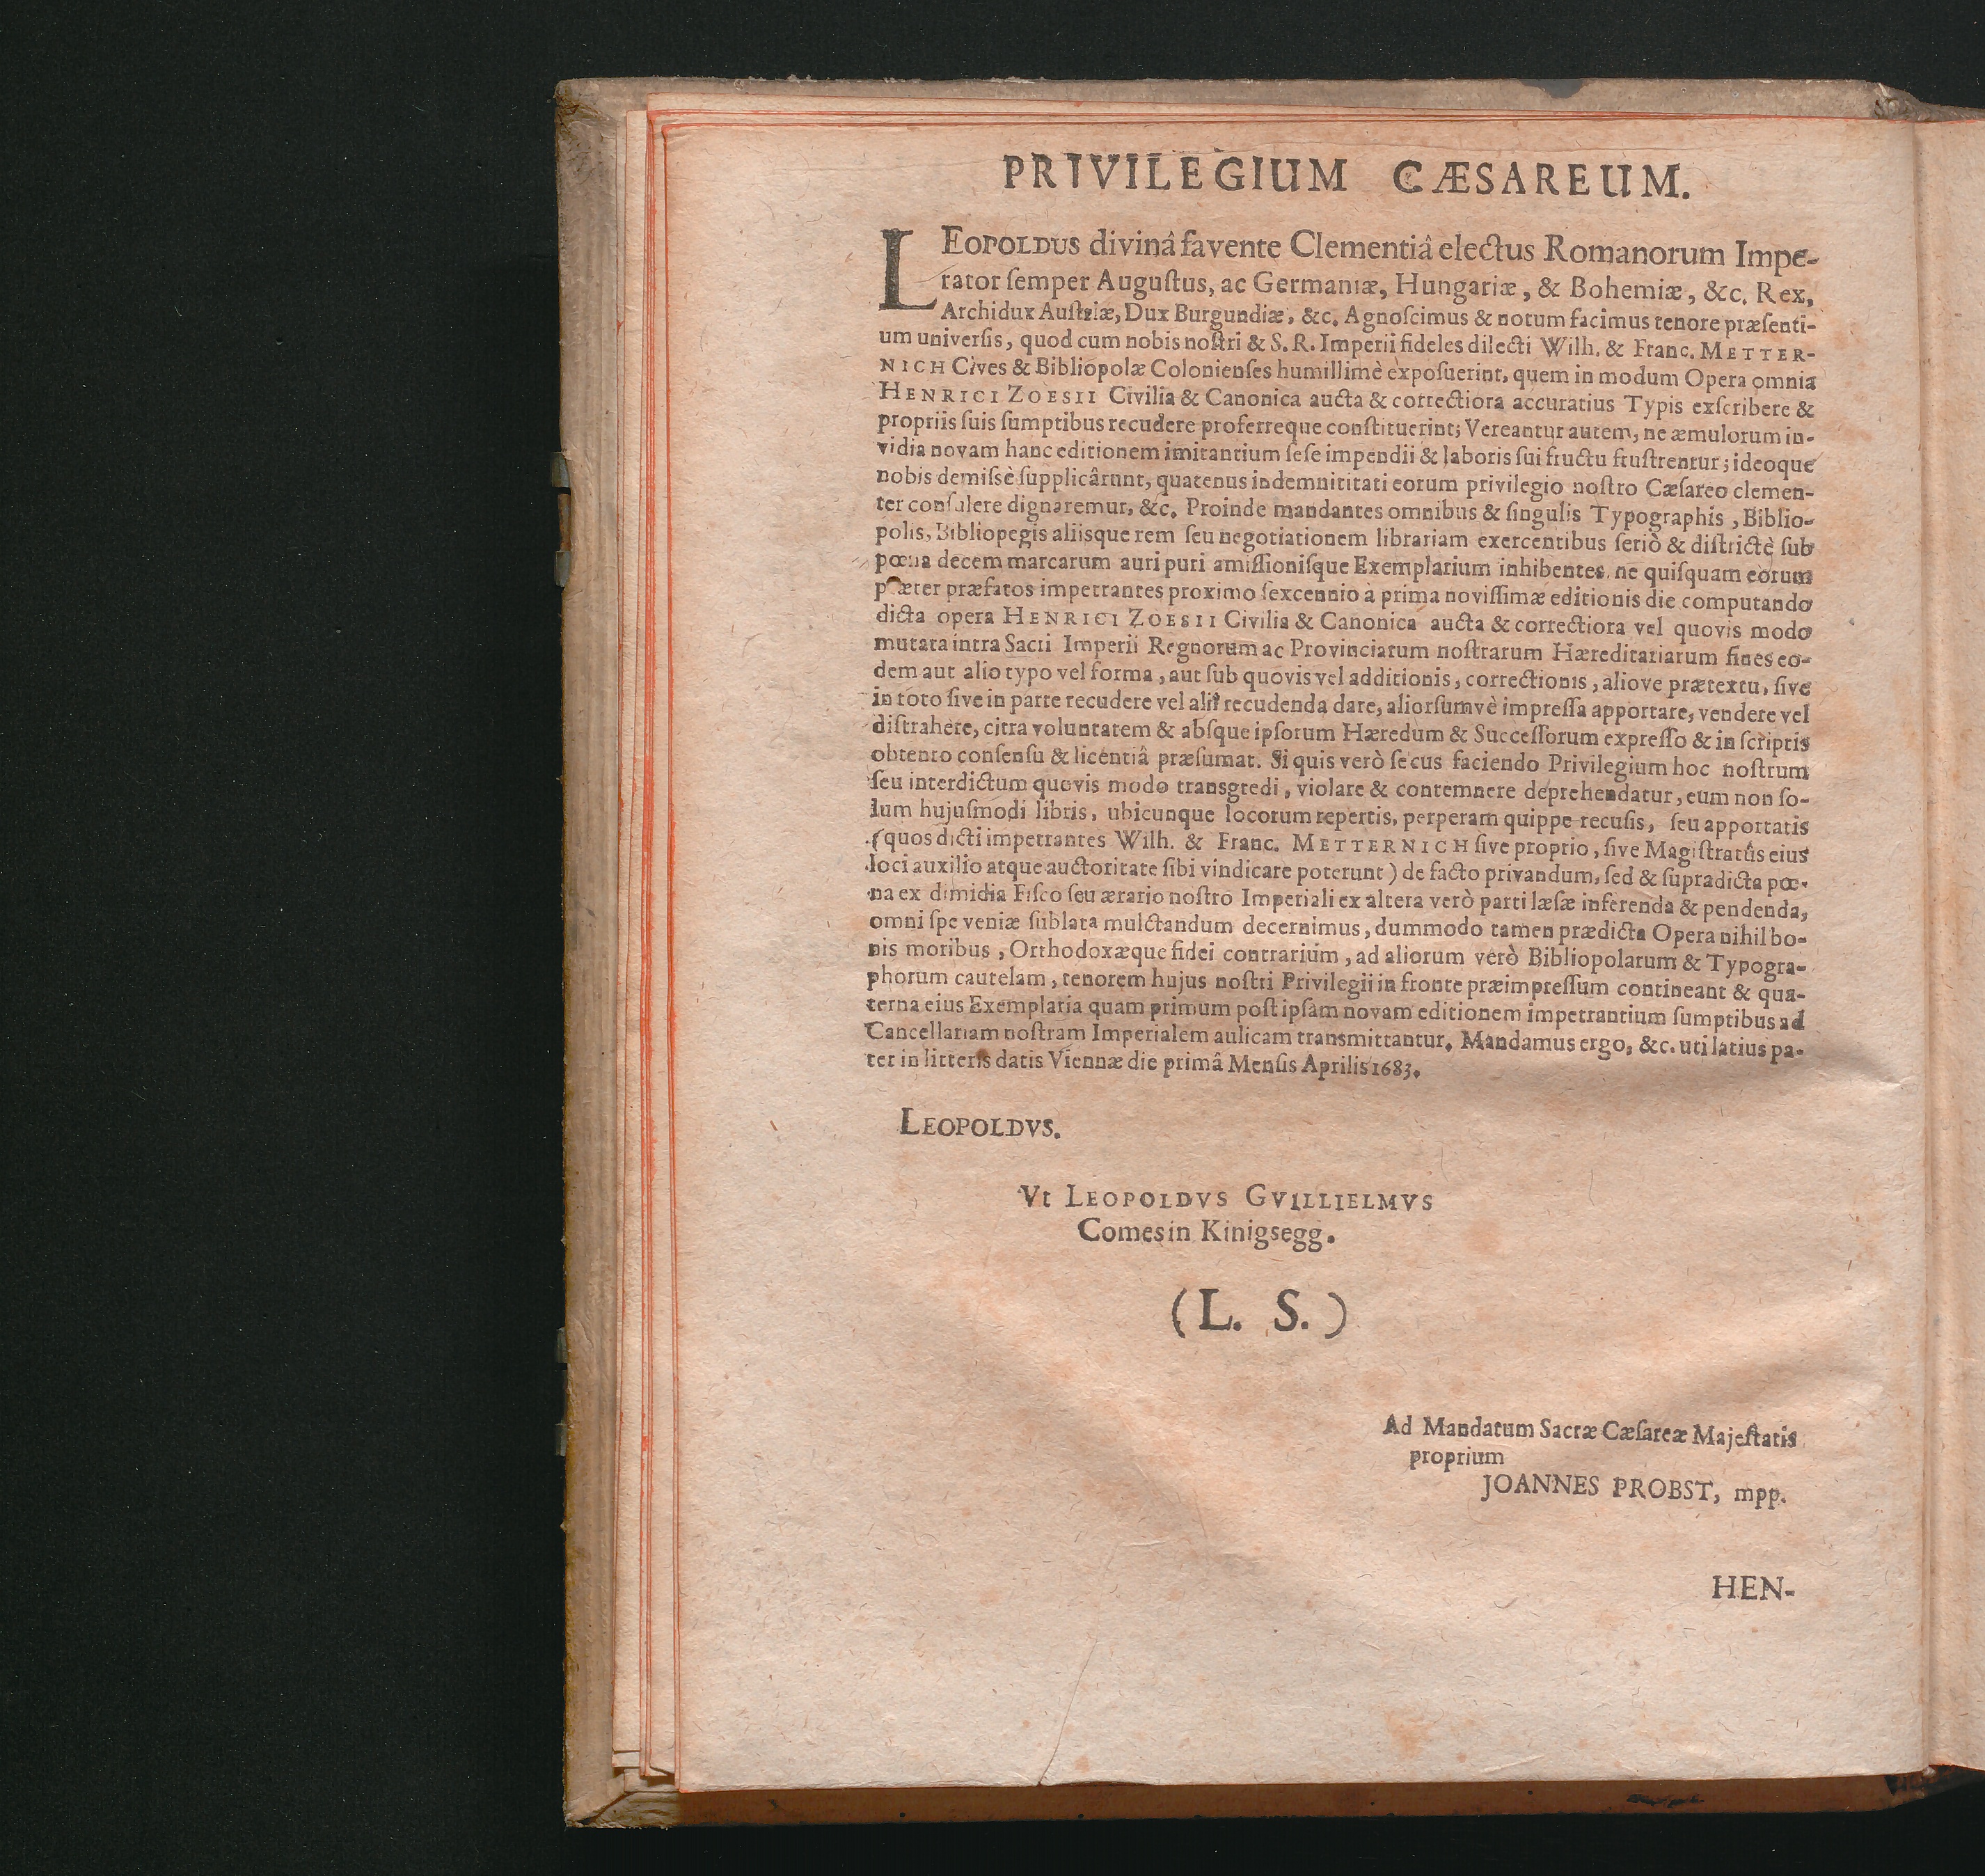 PRIVILEGIUM CÆSAREUM.
LEOPOLDUS divinâ favente Clementiâ electus Romanorum Impe-
rator ſemper Auguſtus, ac Germaniæ, Hungariæ, & Bohemiæ, &c. Rex,
Archidux Auſtriæ, Dux Burgundiæ, &c. Agnoſcimus & notum facimus tenore præſenti-
um univerſis, quod cum nobis noſtri & S. R. Imperii fideles dilecti Wilh. & Franc. METTER-
NICH Cives & Bibliopolæ Colonienſes humillimè expoſuerint, quem in modum Opera omnia
HENRICI ZOESII Civilia & Canonica aucta & correctiora accuratius Typis exſcribere &
propriis ſuis ſumptibus recudere proferreque conſtituerint; Vereantur autem, ne æmulorum in-
vidia novam hanc editionem imitantium ſeſe impendii & laboris ſui fructu fruſtrentur; ideoque
nobis demiſsè ſupplicârunt, quatenus indemnititati eorum privilegio noſtro Cæſareo clemen-
ter conſulere dignaremur, &c. Proinde mandantes omnibus & ſingulis Typographis, Biblio-
polis, Bibliopegis aliisque rem ſeu negotiationem librariam exercentibus ſeriò & diſtrictè ſub
pœna decem marcarum auri puri amiſſioniſque Exemplarium inhibentes, ne quiſquam eorum
præter præfatos impetrantes proximo ſexcennio à prima noviſſimæ editionis die computando
dicta opera HENRICI ZOESII Civilia & Canonica aucta & correctiora vel quovis modo
mutata intra Sacri Imperii Regnorum ac Provinciarum noſtrarum Hæreditariarum fines eo-
dem aut alio typo vel forma, aut ſub quovis vel additionis, correctionis, aliove prætextu, ſive
in toto ſive in parte recudere vel alii recudenda dare, aliorſumvè impreſſa apportare, vendere vel
diſtrahere, citra voluntatem & abſque ipſorum Hæredum & Succeſſorum expreſſo & in ſcriptis
obtento conſenſu & licentiâ præſumat. Si quis verò ſecus faciendo Privilegium hoc noſtrum
ſeu interdictum quovis modo transgredi, violare & contemnere deprehendatur, eum non ſo-
lum hujuſmodi libris, ubicunque locorum repertis, perperam quippe recuſis, ſeu apportatis
(quos dicti impetrantes Wilh. & Franc. METTERNICH ſive proprio, ſive Magiſtratûs eius
loci auxilio atque auctoritate ſibi vindicare poterunt) de facto privandum, ſed & ſupradicta pœ-
na ex dimidia Fiſco ſeu ærario noſtro Imperiali ex altera verò parti læſæ inferenda & pendenda,
omni ſpe veniæ ſublata mulctandum decernimus, dummodo tamen prædicta Opera nihil bo-
nis moribus, Orthodoxæque fidei contrarium, ad aliorum verò Bibliopolarum & Typogra-
phorum cautelam, tenorem hujus noſtri Privilegii in fronte præimpreſſum contineant & qua-
terna eius Exemplaria quam primum poſt ipſam novam editionem impetrantium ſumptibus ad
Cancellariam noſtram Imperialem aulicam transmittantur. Mandamus ergo, &c. uti latius pa-
tet in litteris datis Viennæ die primâ Menſis Aprilis 1683.
LEOPOLDVS.
Vt LEOPOLDVS GVILLIELMVS
Comes in Kinigsegg.
(L. S.)
Ad Mandatum Sacræ Cæſareæ Majeſtatis
proprium
JOANNES PROBST, mpp.
HEN-